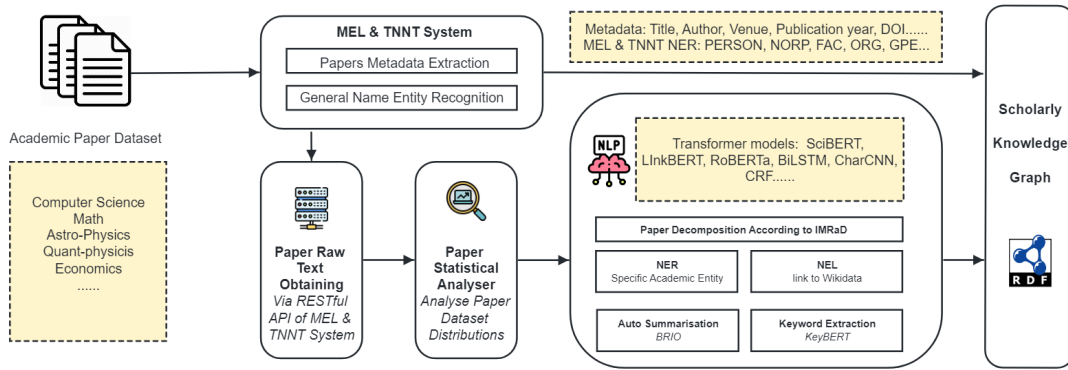 Academic Paper Dataset
Computer Science
Math
Astro-Physics
Quant-physicis
Economics
......
MEL & TNNT System
Papers Metadata Extraction
General Name Entity Recognition
Metadata: Title, Author, Venue, Publication year, DOI......
MEL & TNNT NER: PERSON, NORP, FAC, ORG, GPE...
Paper Raw
Text
Obtaining
Via RESTful
API of MEL &
TNNT System
Paper
Statistical
Analyser
Analyse Paper
Dataset
Distributions
NLP
Transformer models: SciBERT,
LInkBERT, RoBERTa, BiLSTM, CharCNN,
CRF......
Paper Decomposition According to IMRaD
NER
Specific Academic Entity
NEL
link to Wikidata
Auto Summarisation
BRIO
Keyword Extraction
KeyBERT
Scholarly
Knowledge
Graph
RDF